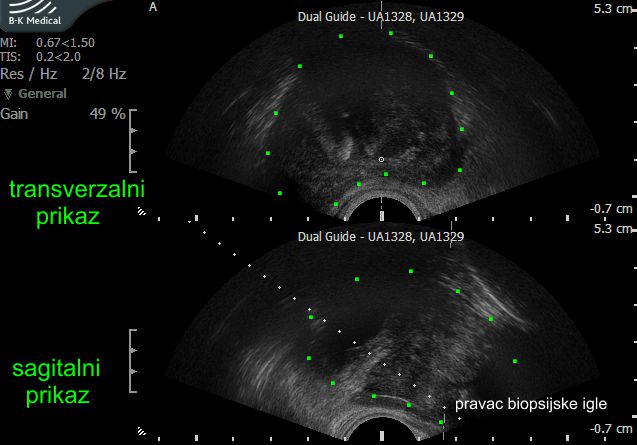 B-K Medical
A
Dual Guide - UA1328, UA1329
5.3 cm
MI: 0.67<1.50
TIS: 0.2<2.0
Res / Hz 2/8 Hz
General
Gain 49 %
transverzalni
prikaz
-0.7 cm
Dual Guide - UA1328, UA1329
5.3 cm
sagitalni
prikaz
pravac biopsijske igle
-0.7 cm